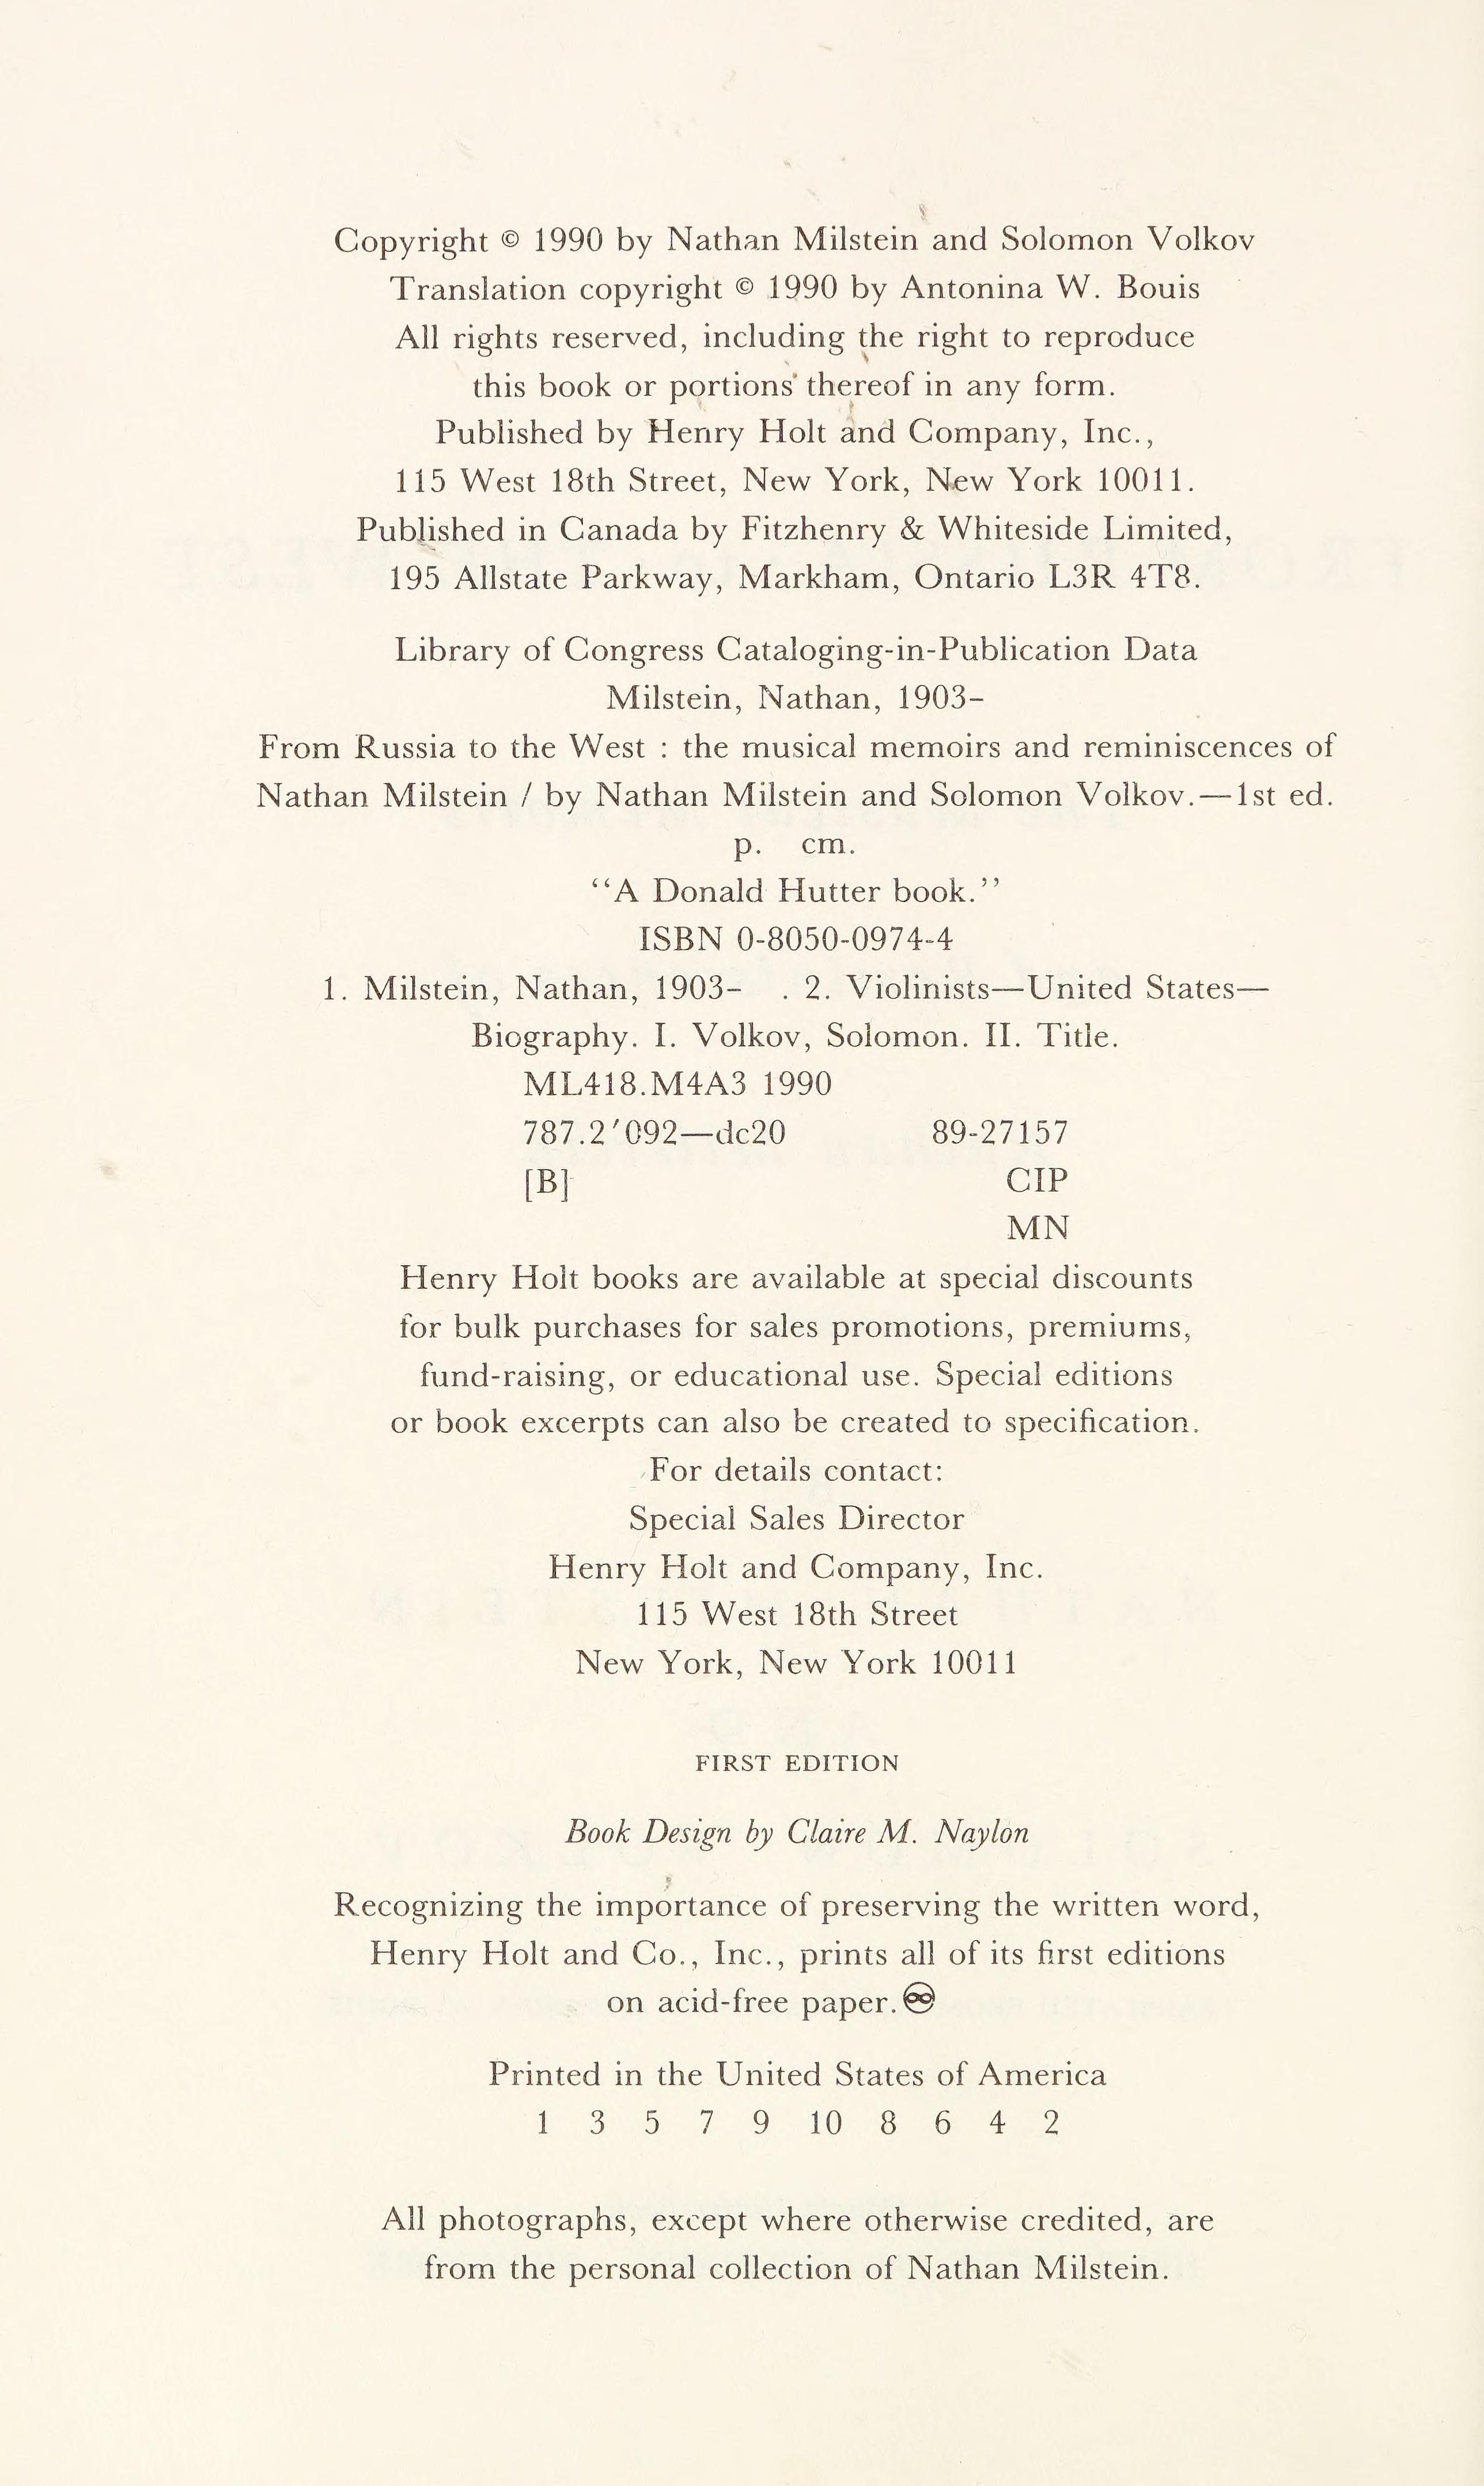 Copyright © 1990 by Nathan Milstein and Solomon Volkov
Translation copyright © 1990 by Antonina W. Bouis
All rights reserved, including the right to reproduce
this book or portions thereof in any form.
Published by Henry Holt and Company, Inc.,
115 West 18th Street, New York, New York 10011.
Published in Canada by Fitzhenry & Whiteside Limited,
195 Allstate Parkway, Markham, Ontario L3R 4T8.
Library of Congress Cataloging-in-Publication Data
Milstein, Nathan, 1903–
From Russia to the West : the musical memoirs and reminiscences of
Nathan Milstein / by Nathan Milstein and Solomon Volkov.—1st ed.
p. cm.
“A Donald Hutter book.”
ISBN 0-8050-0974-4
1. Milstein, Nathan, 1903– . 2. Violinists—United States—
Biography. I. Volkov, Solomon. II. Title.
ML418.M4A3 1990
787.2′092—dc20 89-27157
[B] CIP
MN
Henry Holt books are available at special discounts
for bulk purchases for sales promotions, premiums,
fund-raising, or educational use. Special editions
or book excerpts can also be created to specification.
For details contact:
Special Sales Director
Henry Holt and Company, Inc.
115 West 18th Street
New York, New York 10011
FIRST EDITION
Book Design by Claire M. Naylon
Recognizing the importance of preserving the written word,
Henry Holt and Co., Inc., prints all of its first editions
on acid-free paper.♾
Printed in the United States of America
1 3 5 7 9 10 8 6 4 2
All photographs, except where otherwise credited, are
from the personal collection of Nathan Milstein.